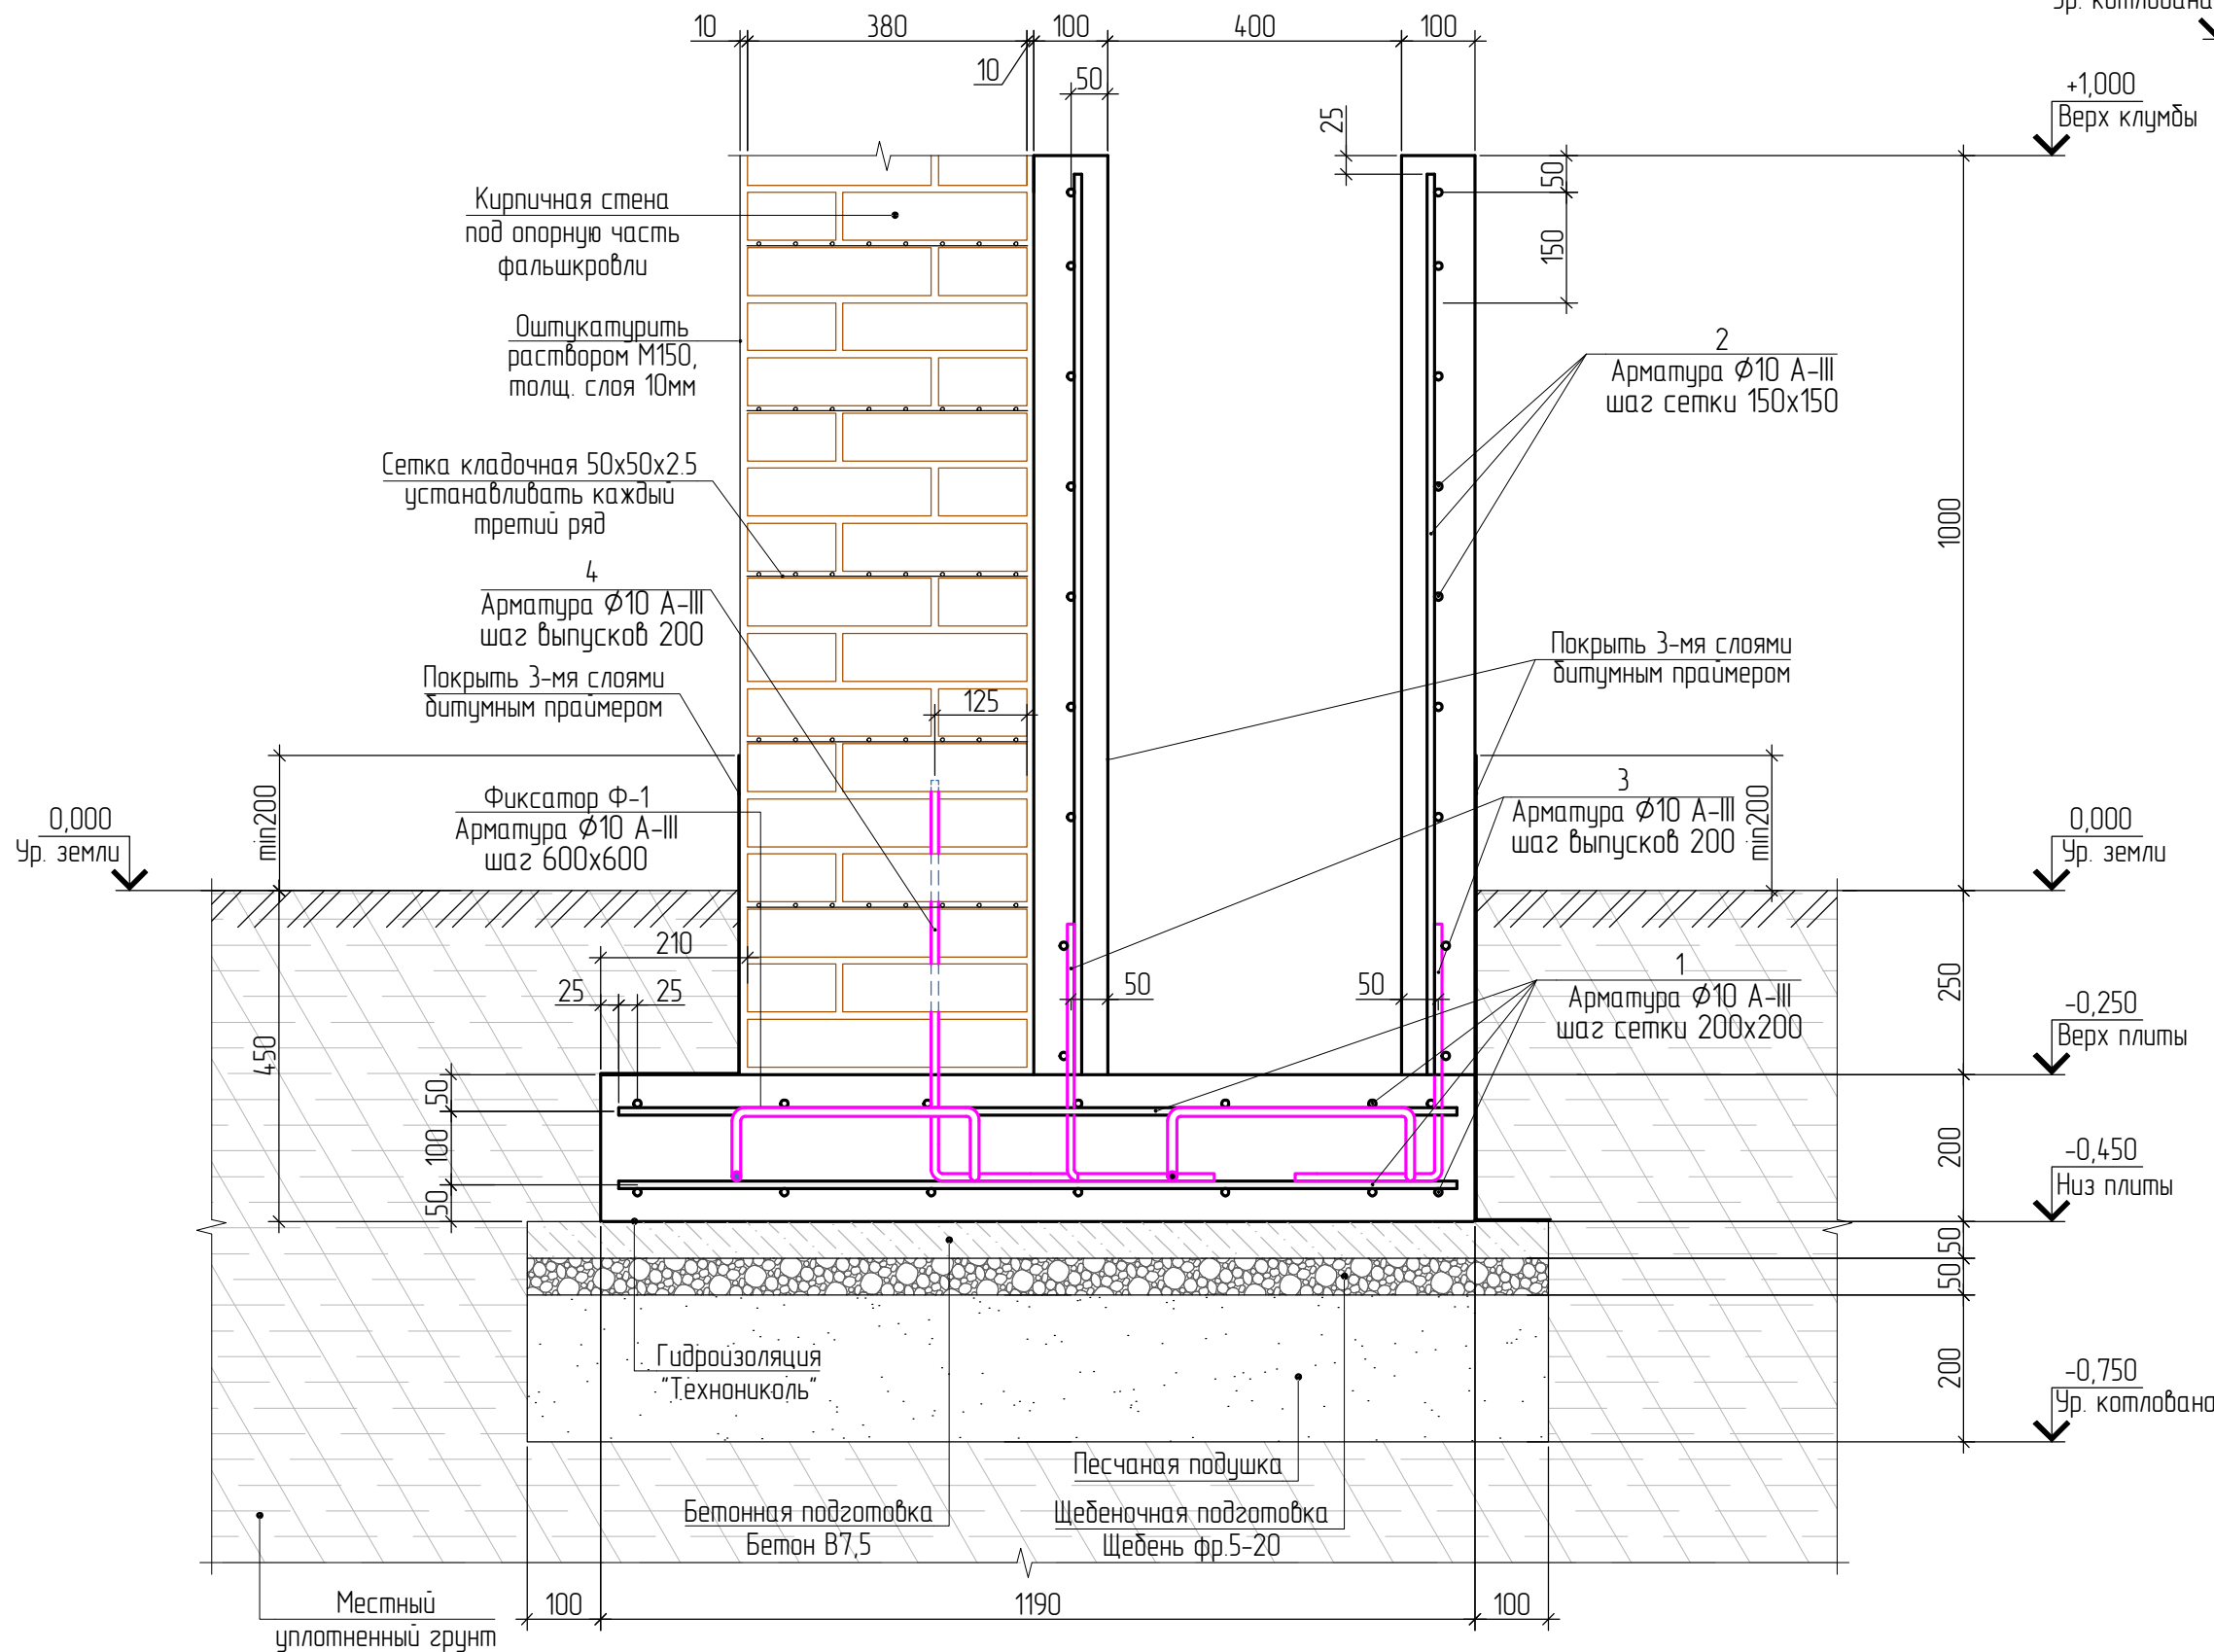 Ур. котлована
10
380
100
400
100
10
50
25
+1,000
Верх клумбы
50
150
Кирпичная стена
под опорную часть
фальшкровли
Оштукатурить
раствором М150,
толщ. слоя 10мм
2
Арматура Ø10 А-III
шаг сетки 150х150
Сетка кладочная 50х50х2.5
устанавливать каждый
третий ряд
1000
4
Арматура Ø10 А-III
шаг выпусков 200
Покрыть 3-мя слоями
битумным праймером
Покрыть 3-мя слоями
битумным праймером
125
min200
Фиксатор Ф-1
Арматура Ø10 А-III
шаг 600х600
3
Арматура Ø10 А-III
шаг выпусков 200
min200
0,000
Ур. земли
0,000
Ур. земли
210
25
25
50
50
1
Арматура Ø10 А-III
шаг сетки 200х200
250
-0,250
Верх плиты
450
50
100
50
200
-0,450
Низ плиты
50
50
Гидроизоляция
"Технониколь"
200
-0,750
Ур. котлована
Песчаная подушка
Бетонная подготовка
Бетон В7,5
Щебеночная подготовка
Щебень фр.5-20
Местный
уплотненный грунт
100
1190
100